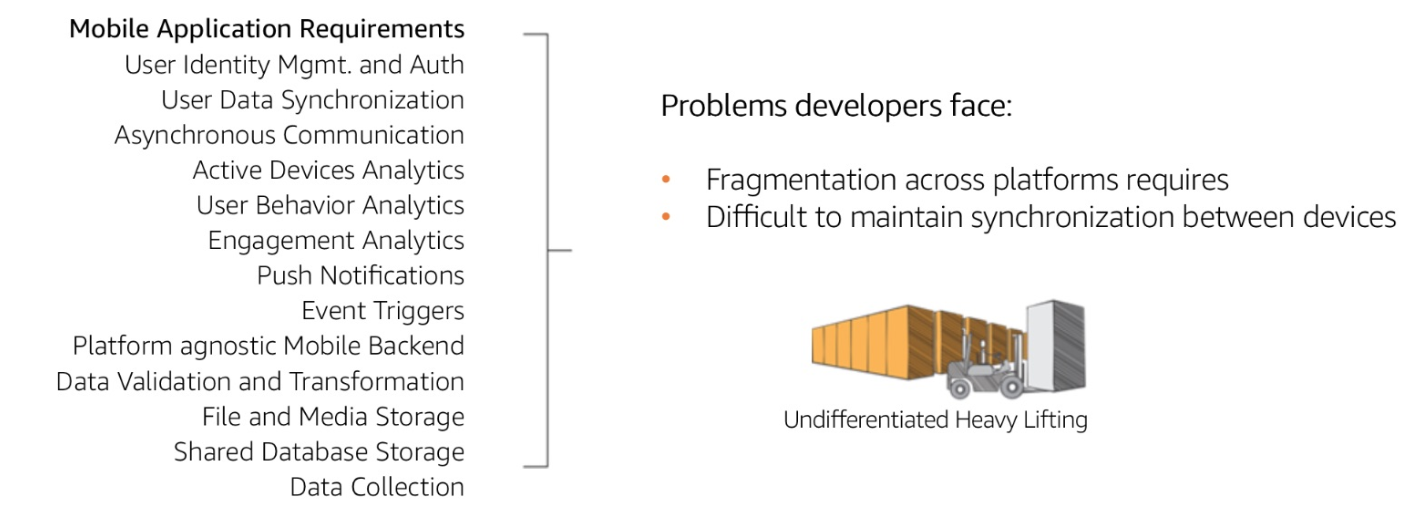 Mobile Application Requirements
User Identity Mgmt. and Auth
User Data Synchronization
Asynchronous Communication
Active Devices Analytics
User Behavior Analytics
Engagement Analytics
Push Notifications
Event Triggers
Platform agnostic Mobile Backend
Data Validation and Transformation
File and Media Storage
Shared Database Storage
Data Collection
Problems developers face:
• Fragmentation across platforms requires
• Difficult to maintain synchronization between devices
Undifferentiated Heavy Lifting